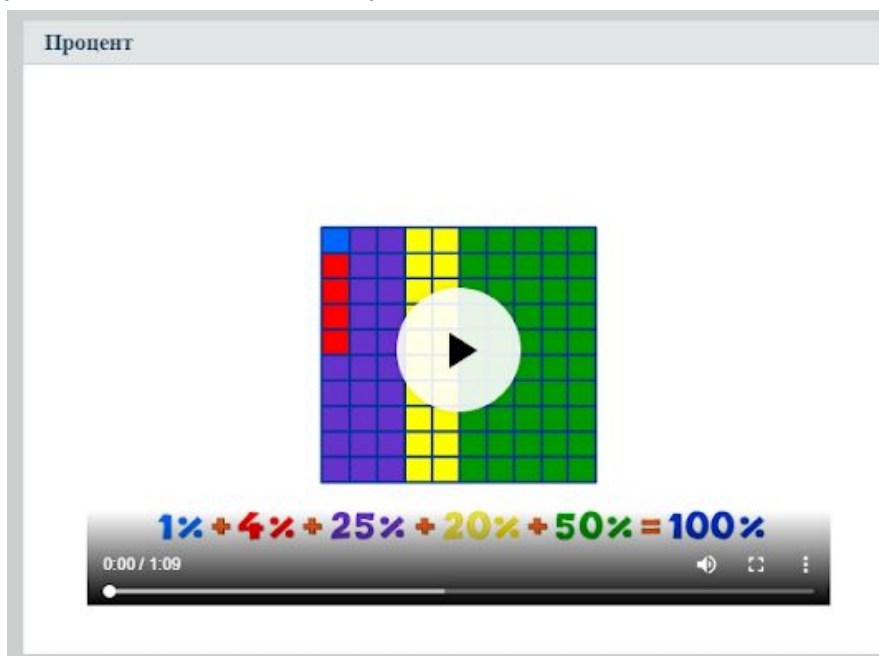 Процент
1% + 4% + 25% + 20% + 50% = 100%
0:00 / 1:09